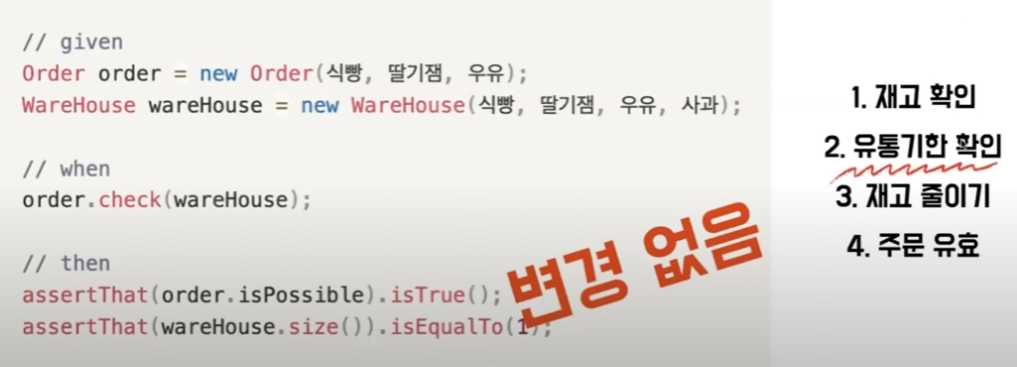 // given
Order order = new Order(식빵, 딸기잼, 우유);
WareHouse wareHouse = new WareHouse(식빵, 딸기잼, 우유, 사과);
// when
order.check(wareHouse);
// then
assertThat(order.isPossible).isTrue();
assertThat(wareHouse.size()).isEqualTo(1);
변경 없음
1. 재고 확인
2. 유통기한 확인
3. 재고 줄이기
4. 주문 유효